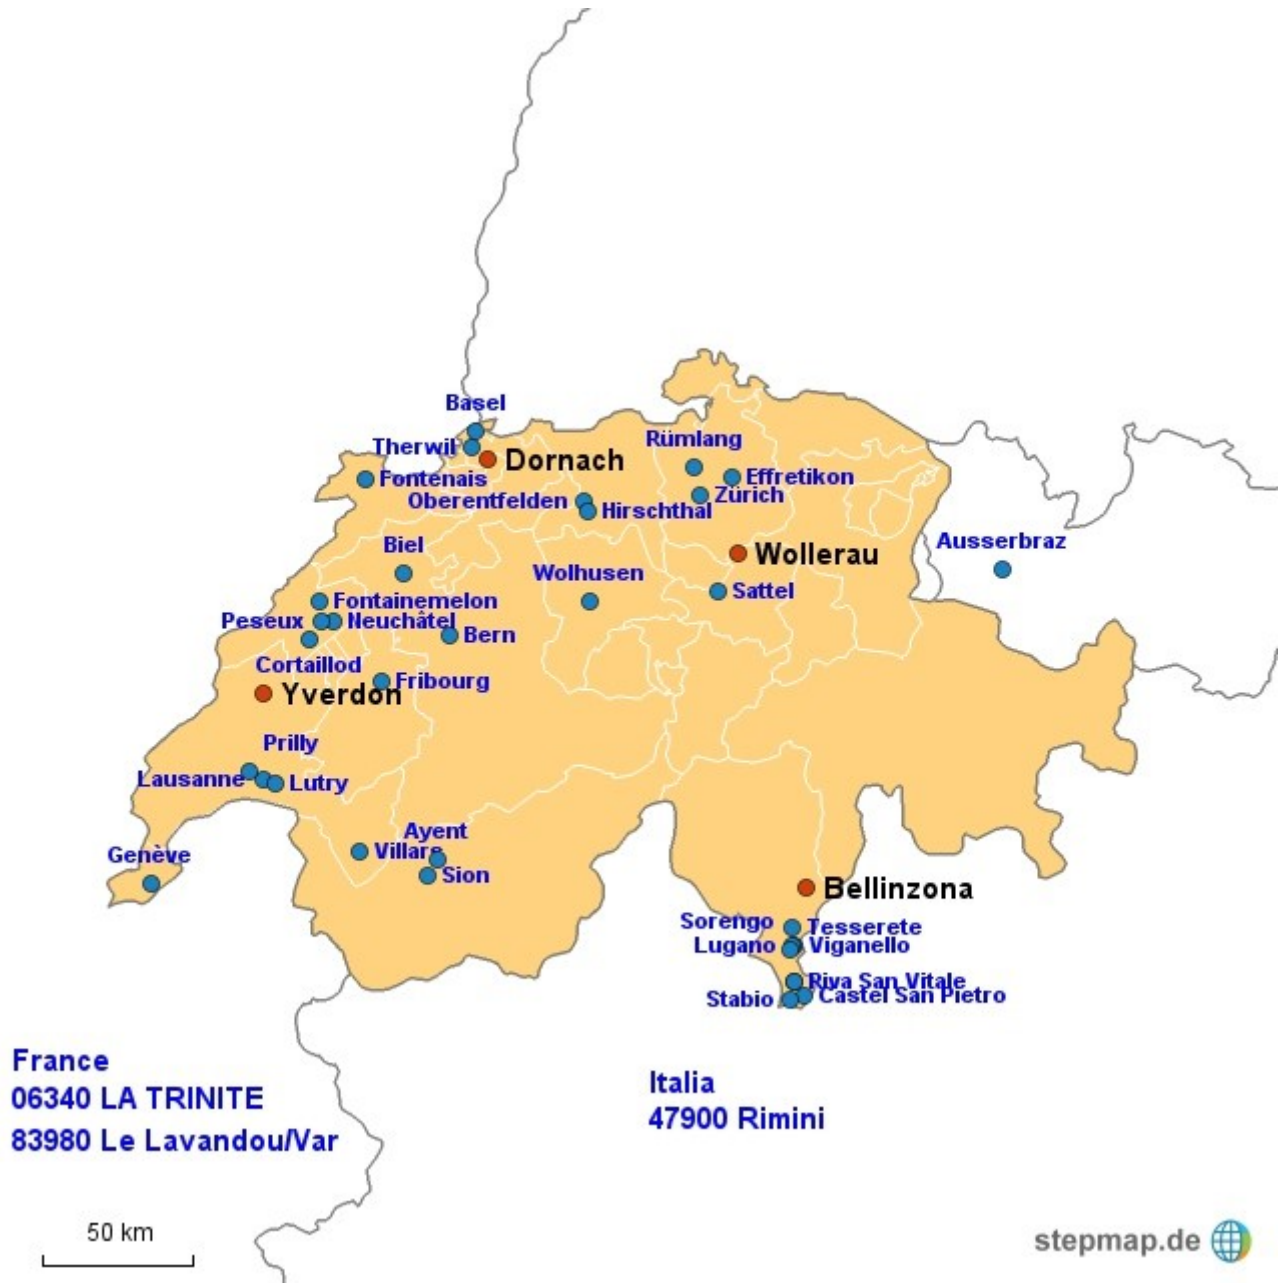 Basel
Therwil
Dornach
Rümlang
Fontenais
Effretikon
Zürich
Oberentfelden
Hirschthal
Ausserbraz
Biel
Wollerau
Wolhusen
Sattel
Fontainemelon
Peseux
Neuchâtel
Bern
Cortaillod
Fribourg
Yverdon
Prilly
Lausanne
Lutry
Ayent
Genève
Villars
Sion
Bellinzona
Sorengo
Tesserete
Lugano
Viganello
Riva San Vitale
Stabio
Castel San Pietro
France
06340 LA TRINITE
83980 Le Lavandou/Var
Italia
47900 Rimini
50 km
stepmap.de